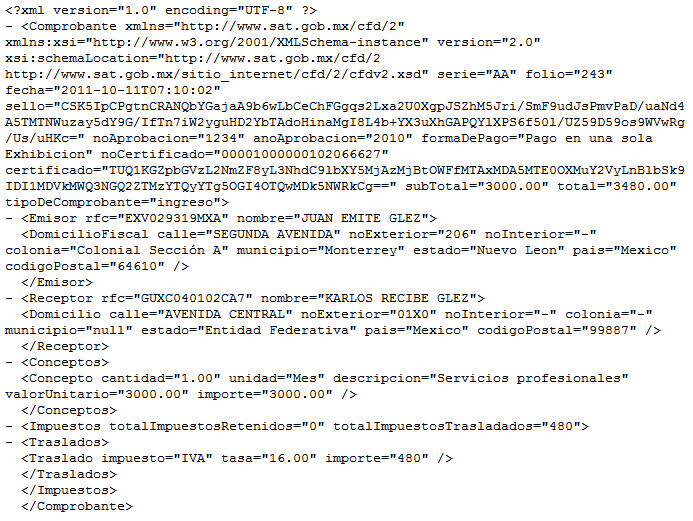 <?xml version="1.0" encoding="UTF-8" ?>
- <Comprobante xmlns="http://www.sat.gob.mx/cfd/2"
xmlns:xsi="http://www.w3.org/2001/XMLSchema-instance" version="2.0"
xsi:schemaLocation="http://www.sat.gob.mx/cfd/2
http://www.sat.gob.mx/sitio_internet/cfd/2/cfdv2.xsd" serie="AA" folio="243"
fecha="2011-10-11T07:10:02"
sello="CSK5IpCPgtnCRANQbYGajaA9b6wLbCeChFGgqs2Lxa2U0XgpJSZhM5Jri/SmF9udJsPmvPaD/uaNd4
A5TMTNWuzay5dY9G/IfTn7iW2yguHD2YbTAdoHinaMgI8L4b+YX3uXhGAPQYlXPS6f50l/UZ59D59os9WVwRg
/Us/uHKc=" noAprobacion="1234" anoAprobacion="2010" formaDePago="Pago en una sola
Exhibicion" noCertificado="00001000000102066627"
certificado="TUQ1KGZpbGVzL2NmZF8yL3NhdC9lbXY5MjAzMjBtOWFfMTAxMDA5MTE0OXMuY2VyLnBlbSk9
IDI1MDVkMWQ3NGQ2ZTMzYTQyYTg5OGI4OTQwMDk5NWRkCg==" subTotal="3000.00" total="3480.00"
tipoDeComprobante="ingreso">
- <Emisor rfc="EXV029319MXA" nombre="JUAN EMITE GLEZ">
<DomicilioFiscal calle="SEGUNDA AVENIDA" noExterior="206" noInterior="-"
colonia="Colonial Sección A" municipio="Monterrey" estado="Nuevo Leon" pais="Mexico"
codigoPostal="64610" />
</Emisor>
- <Receptor rfc="GUXC040102CA7" nombre="KARLOS RECIBE GLEZ">
<Domicilio calle="AVENIDA CENTRAL" noExterior="01X0" noInterior="-" colonia="-"
municipio="null" estado="Entidad Federativa" pais="Mexico" codigoPostal="99887" />
</Receptor>
- <Conceptos>
<Concepto cantidad="1.00" unidad="Mes" descripcion="Servicios profesionales"
valorUnitario="3000.00" importe="3000.00" />
</Conceptos>
- <Impuestos totalImpuestosRetenidos="0" totalImpuestosTrasladados="480">
- <Traslados>
<Traslado impuesto="IVA" tasa="16.00" importe="480" />
</Traslados>
</Impuestos>
</Comprobante>